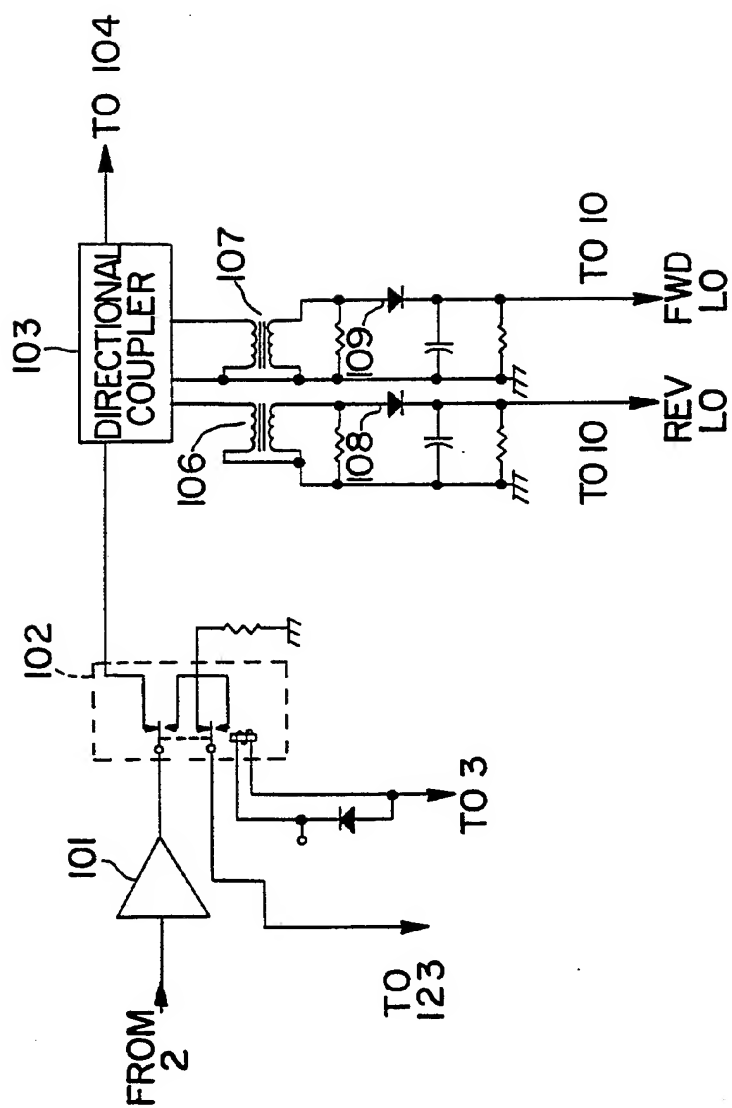 FROM
2
101
102
TO
123
TO 3
103
DIRECTIONAL
COUPLER
TO 104
106
107
108
109
TO 10
REV
LO
TO 10
FWD
LO